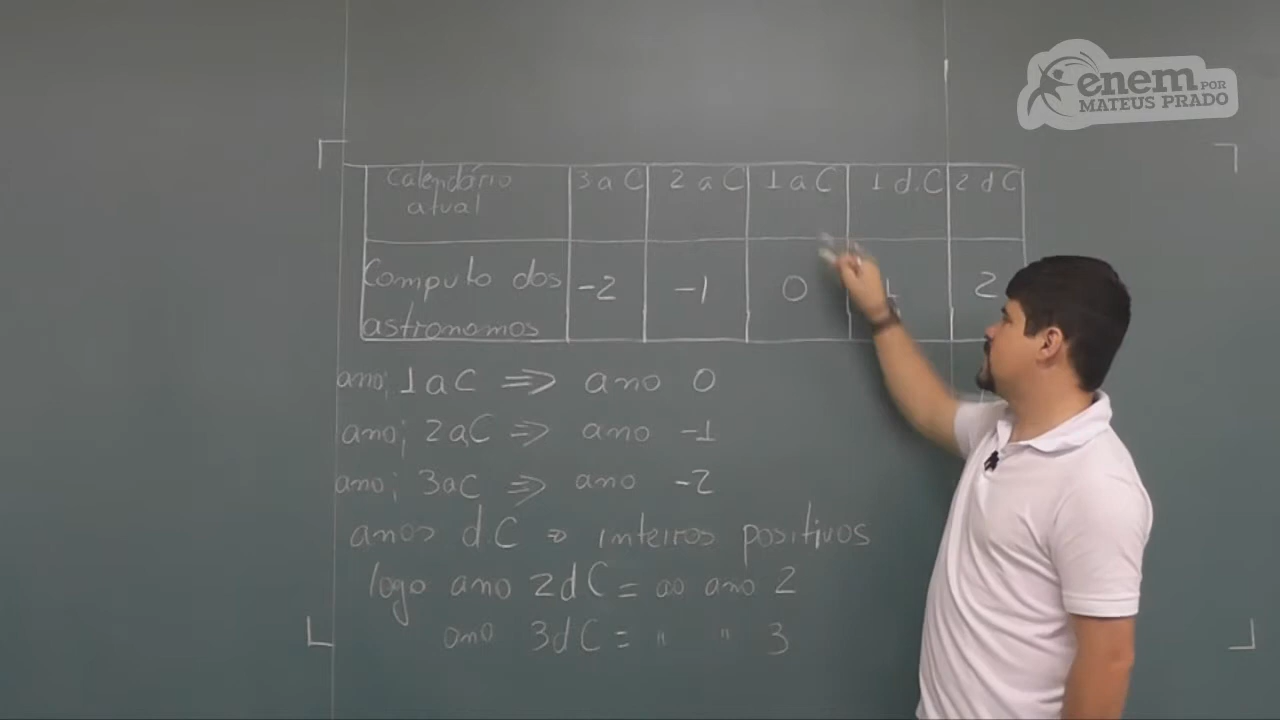 enem POR
MATEUS PRADO
Calendário atual 3 a C 2 a C 1 a C 1 d.C 2 d C
Computo dos astronomos -2 -1 0 1 2
ano; 1 a C => ano 0
ano; 2 a C => ano -1
ano; 3 a C => ano -2
anos d.C => inteiros positivos
logo ano 2 d C = ao ano 2
ano 3 d C = " " 3